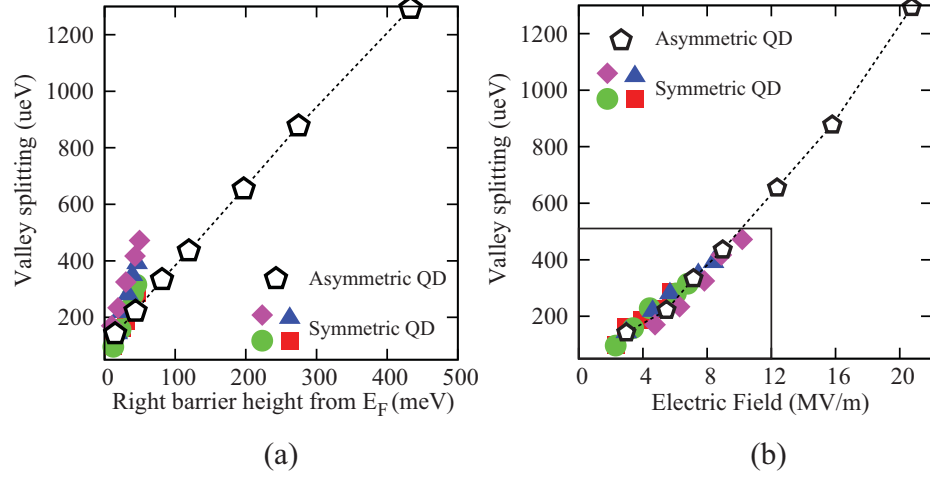 Valley splitting (ueV)
1200
1000
800
600
400
200
0
100
200
300
400
500
Right barrier height from E_F (meV)
Asymmetric QD
Symmetric QD
(a)
Valley splitting (ueV)
1200
1000
800
600
400
200
0
4
8
12
16
20
Electric Field (MV/m)
Asymmetric QD
Symmetric QD
(b)